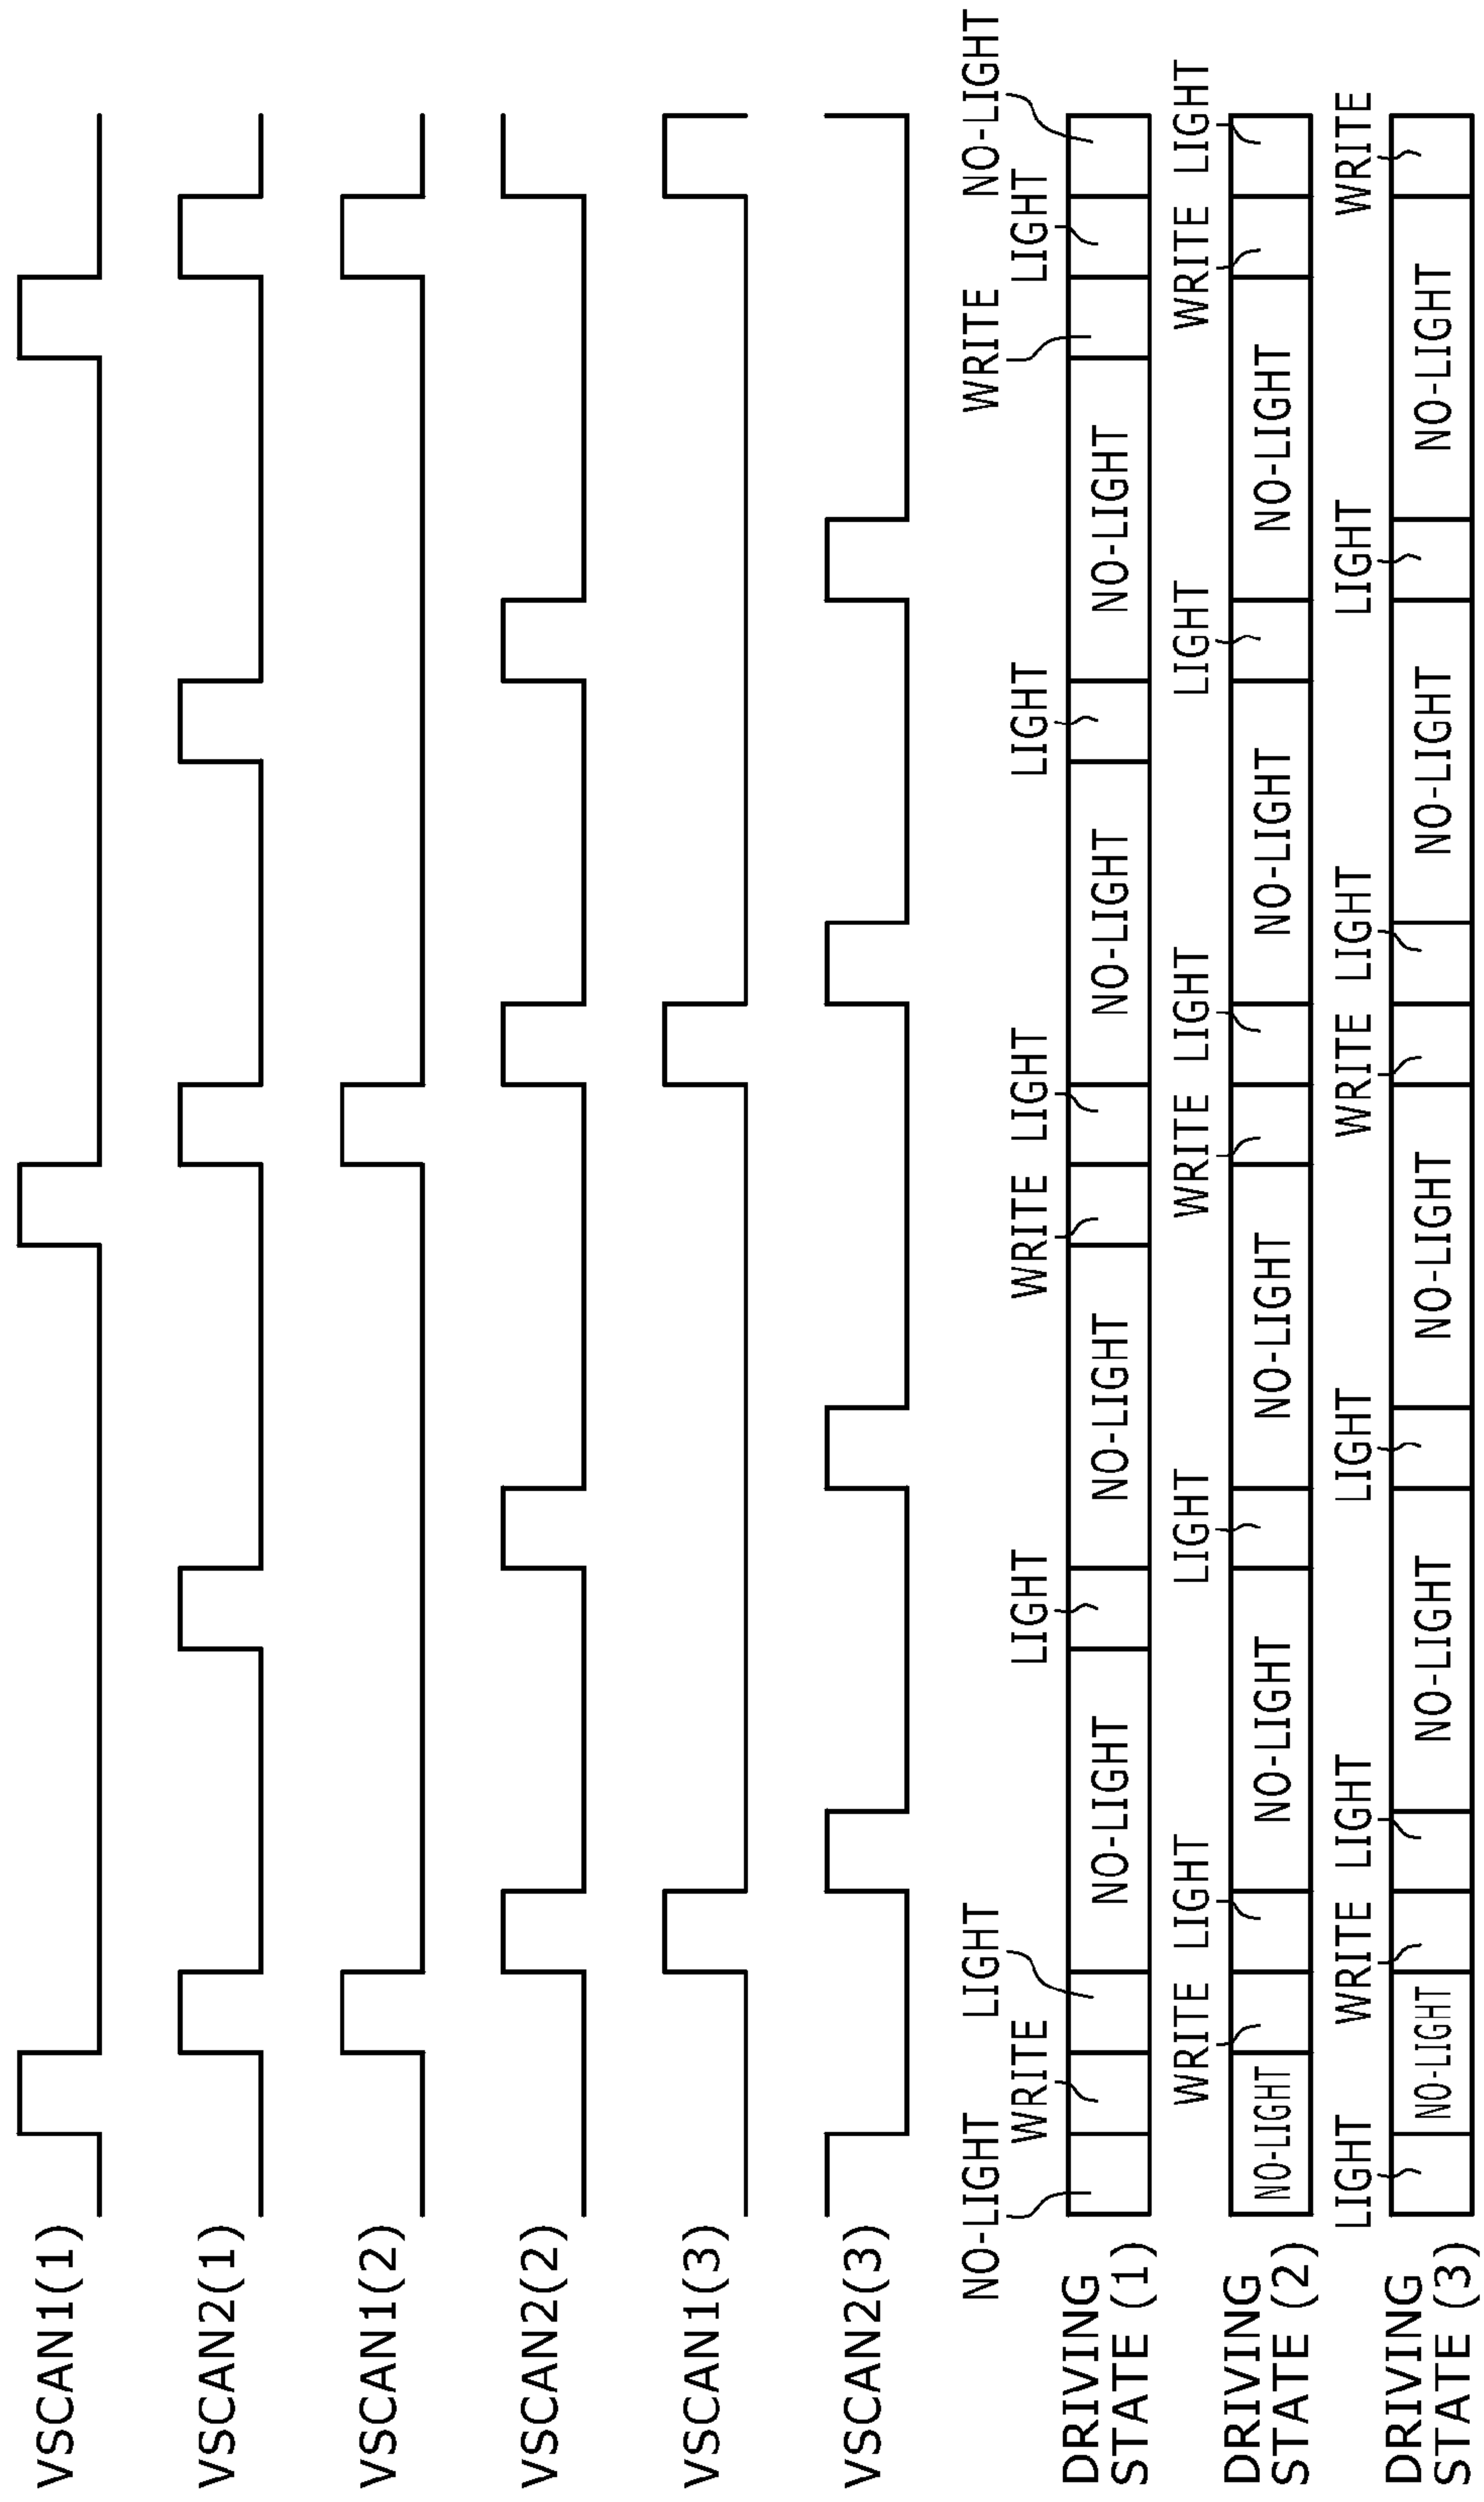 VSCAN1(1)
VSCAN2(1)
VSCAN1(2)
VSCAN2(2)
VSCAN1(3)
VSCAN2(3)
NO-LIGHT LIGHT WRITE NO-LIGHT
WRITE LIGHT WRITE LIGHT LIGHT LIGHT
DRIVING STATE(1)
NO-LIGHT NO-LIGHT NO-LIGHT NO-LIGHT
WRITE LIGHT LIGHT WRITE LIGHT LIGHT WRITE LIGHT
DRIVING STATE(2)
NO-LIGHT NO-LIGHT NO-LIGHT NO-LIGHT NO-LIGHT
LIGHT WRITE LIGHT LIGHT WRITE LIGHT LIGHT WRITE
DRIVING STATE(3)
NO-LIGHT NO-LIGHT NO-LIGHT NO-LIGHT NO-LIGHT